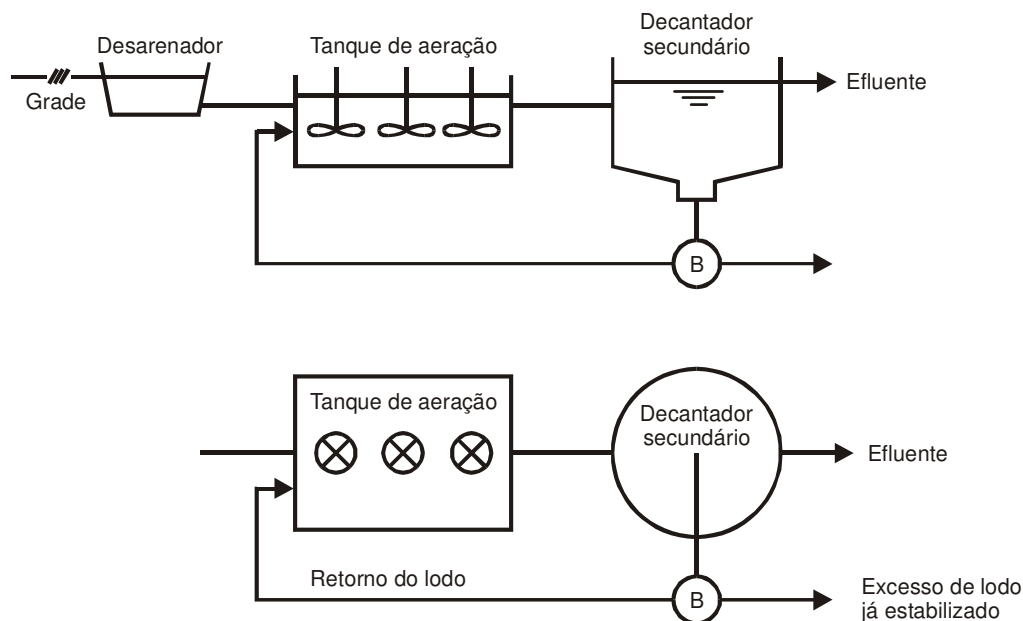 Decantador
secundário
Desarenador
Tanque de aeração
Efluente
Grade
B
Tanque de aeração
Decantador
secundário
Efluente
Retorno do lodo
B
Excesso de lodo
já estabilizado